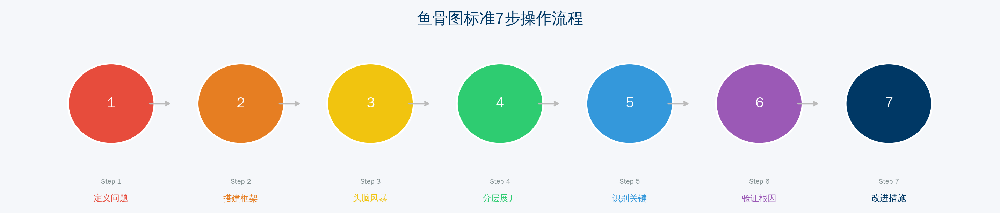 鱼骨图标准7步操作流程
1 2 3 4 5 6 7
Step 1 Step 2 Step 3 Step 4 Step 5 Step 6 Step 7
定义问题 搭建框架 头脑风暴 分层展开 识别关键 验证根因 改进措施